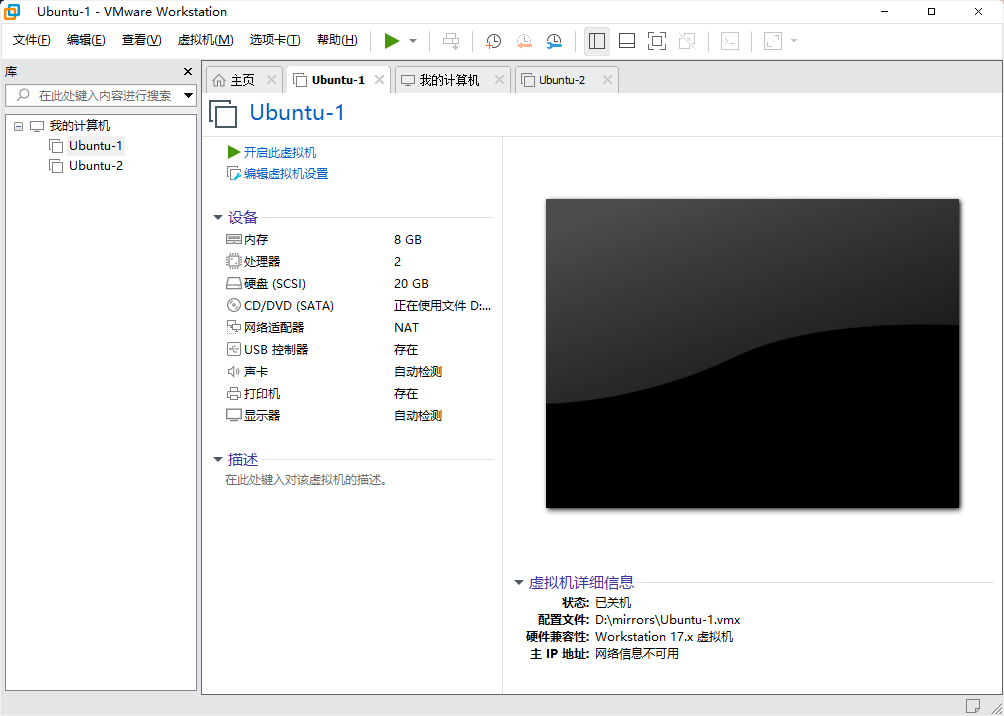 Ubuntu-1 - VMware Workstation
文件(F) 编辑(E) 查看(V) 虚拟机(M) 选项卡(T) 帮助(H)
库
在此处键入内容进行搜索
我的计算机
Ubuntu-1
Ubuntu-2
主页 Ubuntu-1 我的计算机 Ubuntu-2
Ubuntu-1
开启此虚拟机
编辑虚拟机设置
设备
内存 8 GB
处理器 2
硬盘 (SCSI) 20 GB
CD/DVD (SATA) 正在使用文件 D:...
网络适配器 NAT
USB 控制器 存在
声卡 自动检测
打印机 存在
显示器 自动检测
描述
在此处键入对该虚拟机的描述。
虚拟机详细信息
状态: 已关机
配置文件: D:\mirrors\Ubuntu-1.vmx
硬件兼容性: Workstation 17.x 虚拟机
主 IP 地址: 网络信息不可用